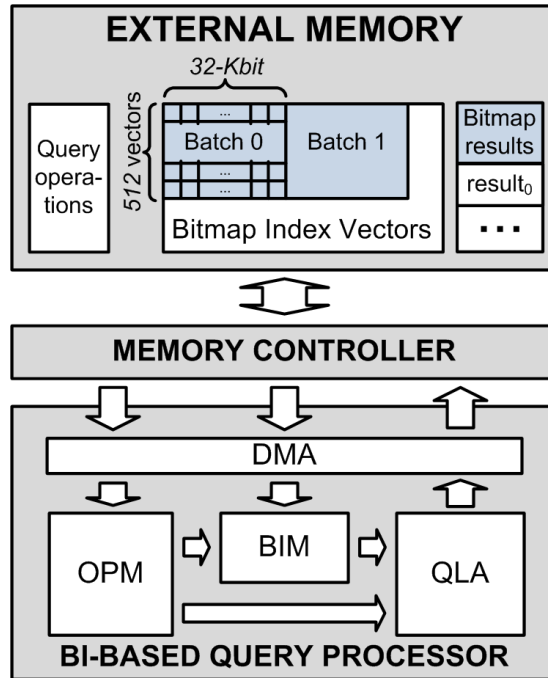 EXTERNAL MEMORY
32-Kbit
512 vectors
Query
opera-
tions
...
Batch 0
...
...
Batch 1
Bitmap Index Vectors
Bitmap
results
result₀
...
MEMORY CONTROLLER
DMA
OPM
BIM
QLA
BI-BASED QUERY PROCESSOR